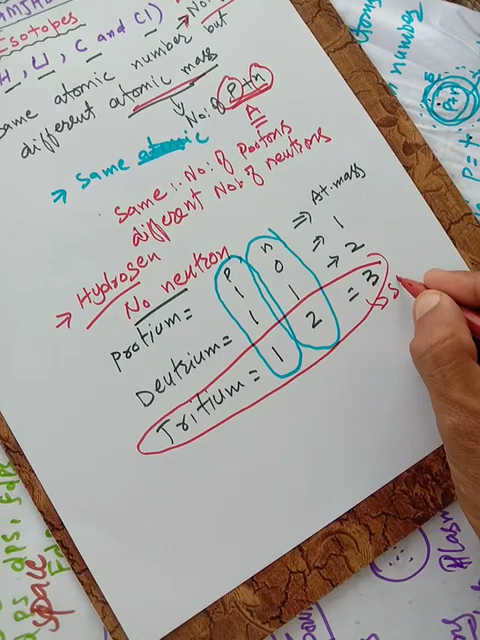 Isotopes
H, Li, C and Cl)
Same atomic number but
different atomic mass
No: of P+n
A
→ Same atomic
Same :. No: of protons
different No: of neutrons
→ Hydrogen
No neutron
p n ⇒ At. mass
protium = 1 0 ⇒ 1
Deutrium = 1 1 → 2
Tritium = 1 2 = 3
space